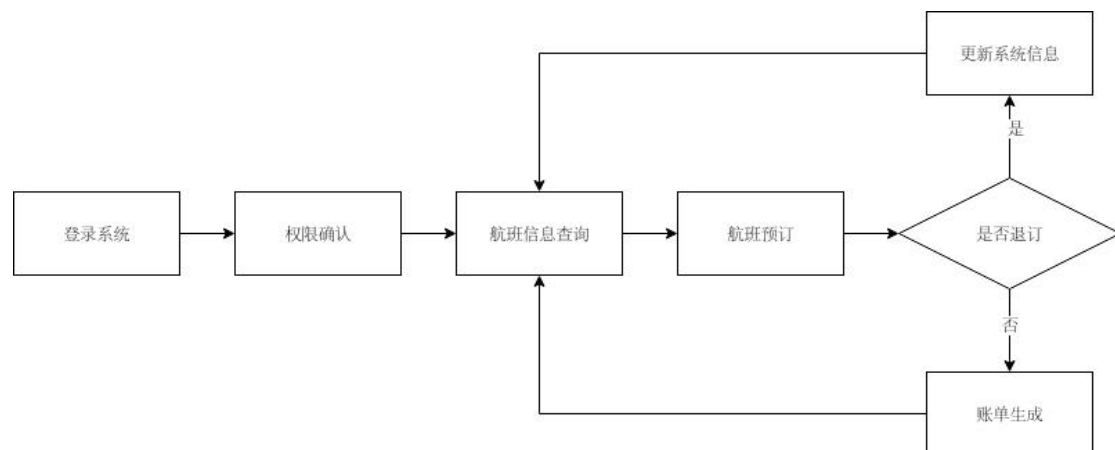 更新系统信息
是
登录系统
权限确认
航班信息查询
航班预订
是否退订
否
账单生成